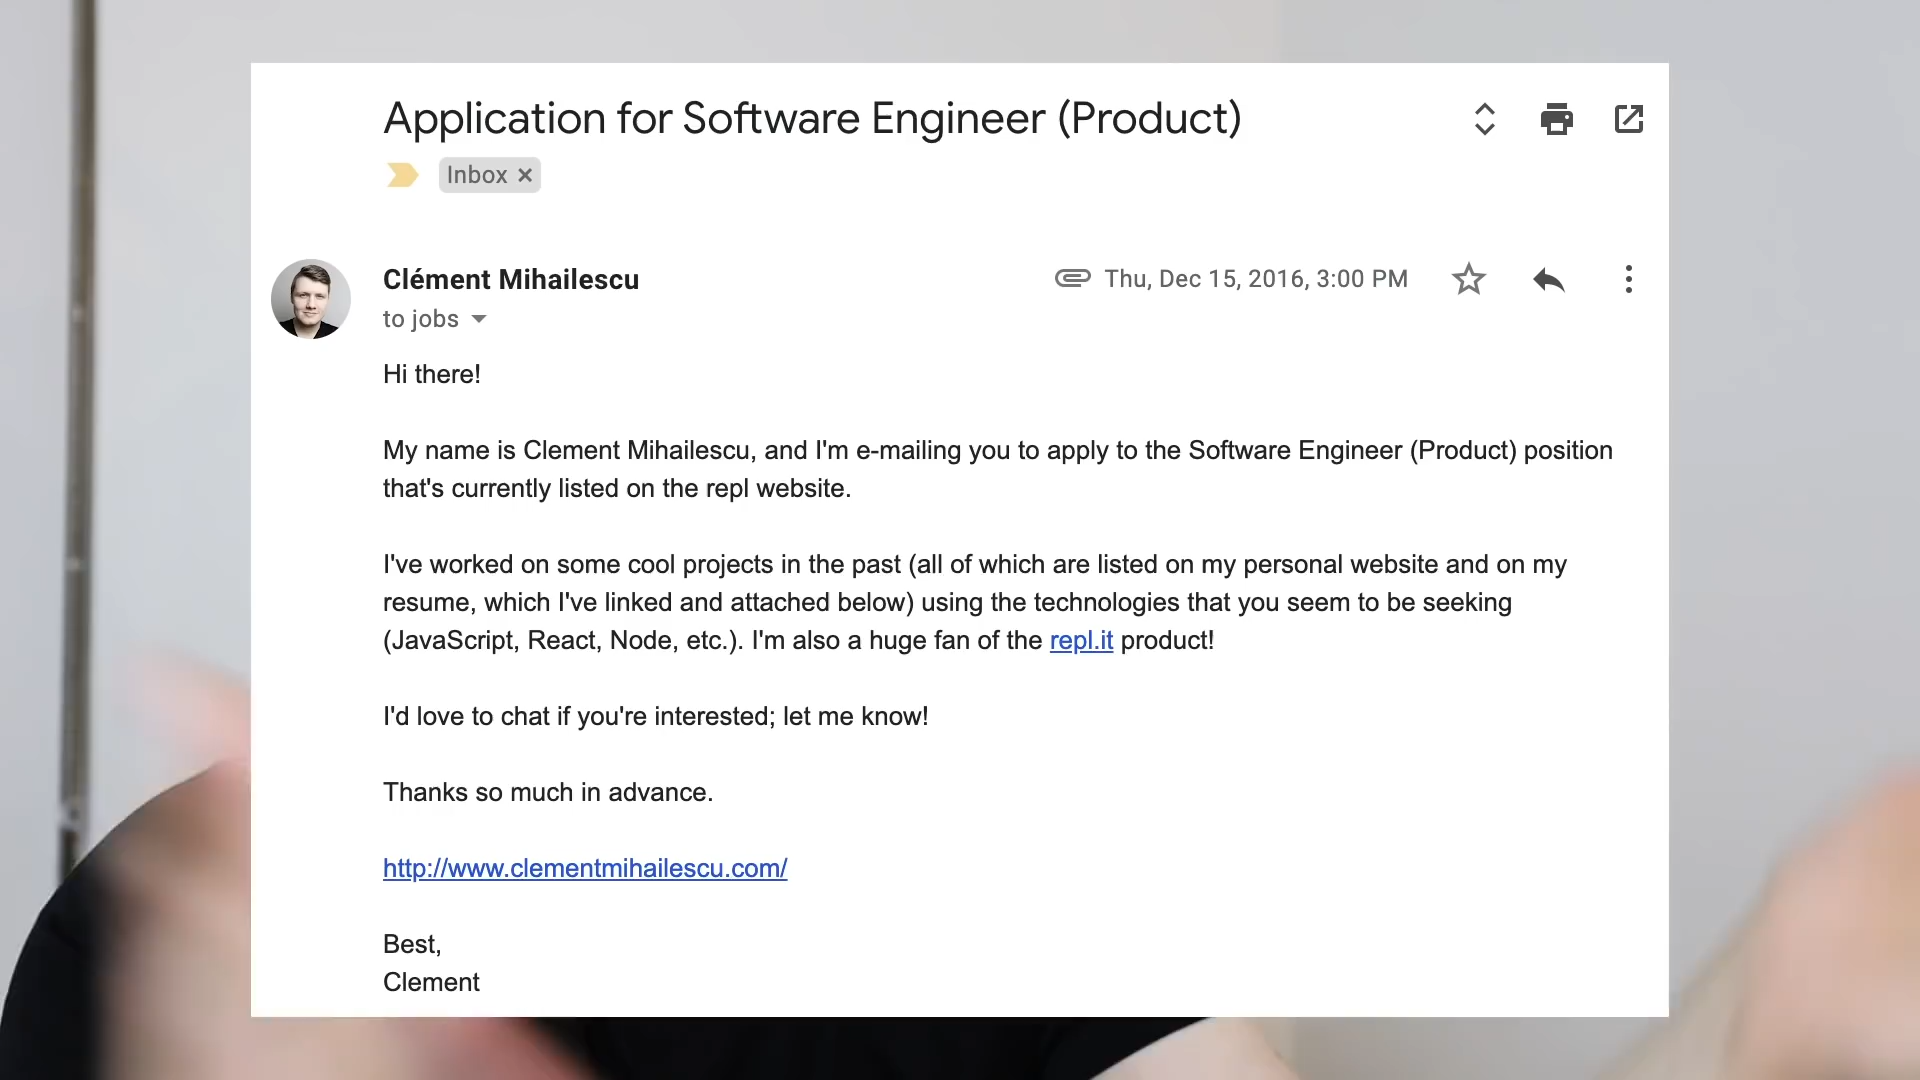 Application for Software Engineer (Product)
Inbox ×
Clément Mihailescu
Thu, Dec 15, 2016, 3:00 PM
to jobs
Hi there!
My name is Clement Mihailescu, and I'm e-mailing you to apply to the Software Engineer (Product) position
that's currently listed on the repl website.
I've worked on some cool projects in the past (all of which are listed on my personal website and on my
resume, which I've linked and attached below) using the technologies that you seem to be seeking
(JavaScript, React, Node, etc.). I'm also a huge fan of the repl.it product!
I'd love to chat if you're interested; let me know!
Thanks so much in advance.
http://www.clementmihailescu.com/
Best,
Clement